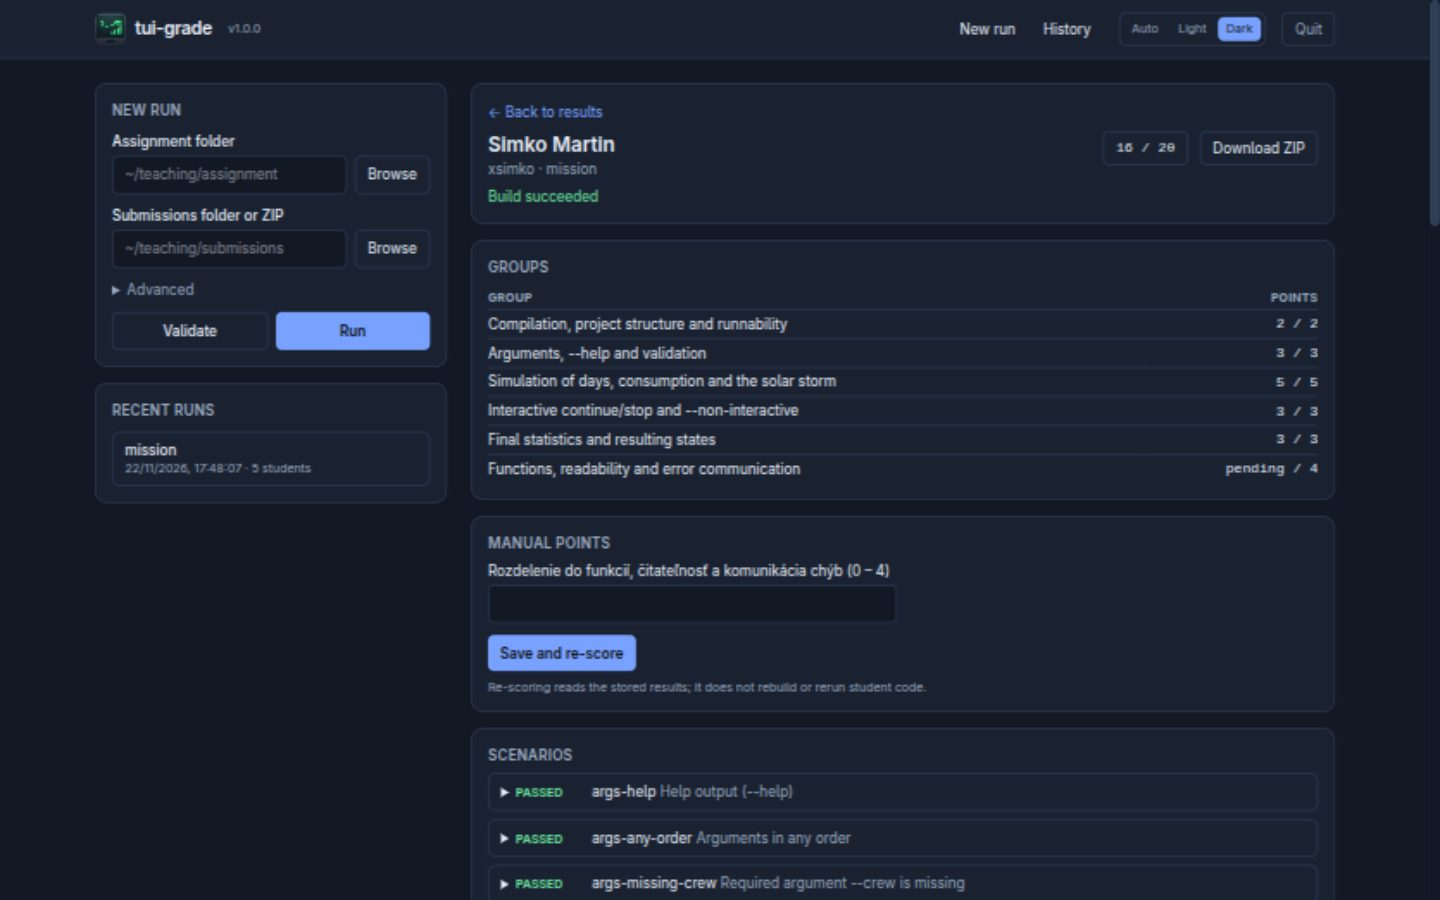 tui-grade v1.0.0
New run History Auto Light Dark Quit
NEW RUN
Assignment folder
~/teaching/assignment Browse
Submissions folder or ZIP
~/teaching/submissions Browse
▶ Advanced
Validate Run
RECENT RUNS
mission
22/11/2026, 17:48:07 · 5 students
← Back to results
Simko Martin
xsimko · mission
Build succeeded
16 / 20 Download ZIP
GROUPS
GROUP POINTS
Compilation, project structure and runnability 2 / 2
Arguments, --help and validation 3 / 3
Simulation of days, consumption and the solar storm 5 / 5
Interactive continue/stop and --non-interactive 3 / 3
Final statistics and resulting states 3 / 3
Functions, readability and error communication pending / 4
MANUAL POINTS
Rozdelenie do funkcií, čitateľnosť a komunikácia chýb (0 – 4)
Save and re-score
Re-scoring reads the stored results; it does not rebuild or rerun student code.
SCENARIOS
▶ PASSED args-help Help output (--help)
▶ PASSED args-any-order Arguments in any order
▶ PASSED args-missing-crew Required argument --crew is missing